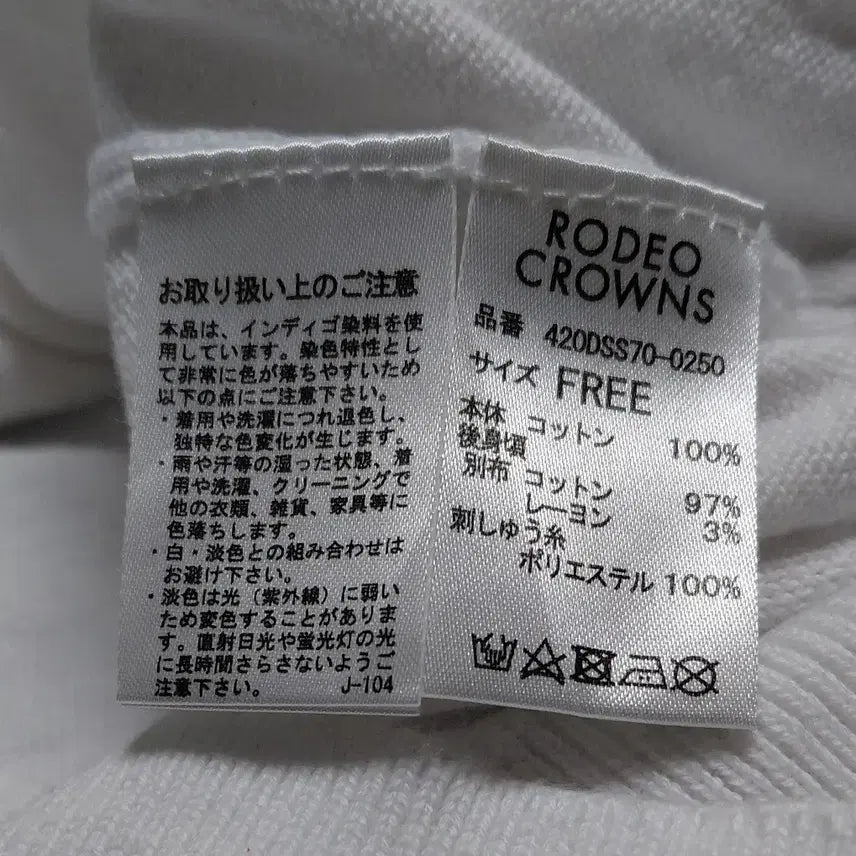 お取り扱い上のご注意
本品は、インディゴ染料を使
用しています。染色特性とし
て非常に色が落ちやすいため
以下の点にご注意下さい。
・着用や洗濯につれ退色し、
独特な色変化が生じます。
・雨や汗等の湿った状態、着
用や洗濯、クリーニングで
他の衣類、雑貨、家具等に
色落ちします。
・白・淡色との組み合わせは
お避け下さい。
・淡色は光（紫外線）に弱い
ため変色することがありま
す。直射日光や蛍光灯の光
に長時間さらさないようご
注意下さい。 J-104
RODEO
CROWNS
品番 420DSS70-0250
サイズ FREE
本体 コットン 100%
後身頃
別布 コットン 97%
レーヨン 3%
刺しゅう糸
ポリエステル 100%